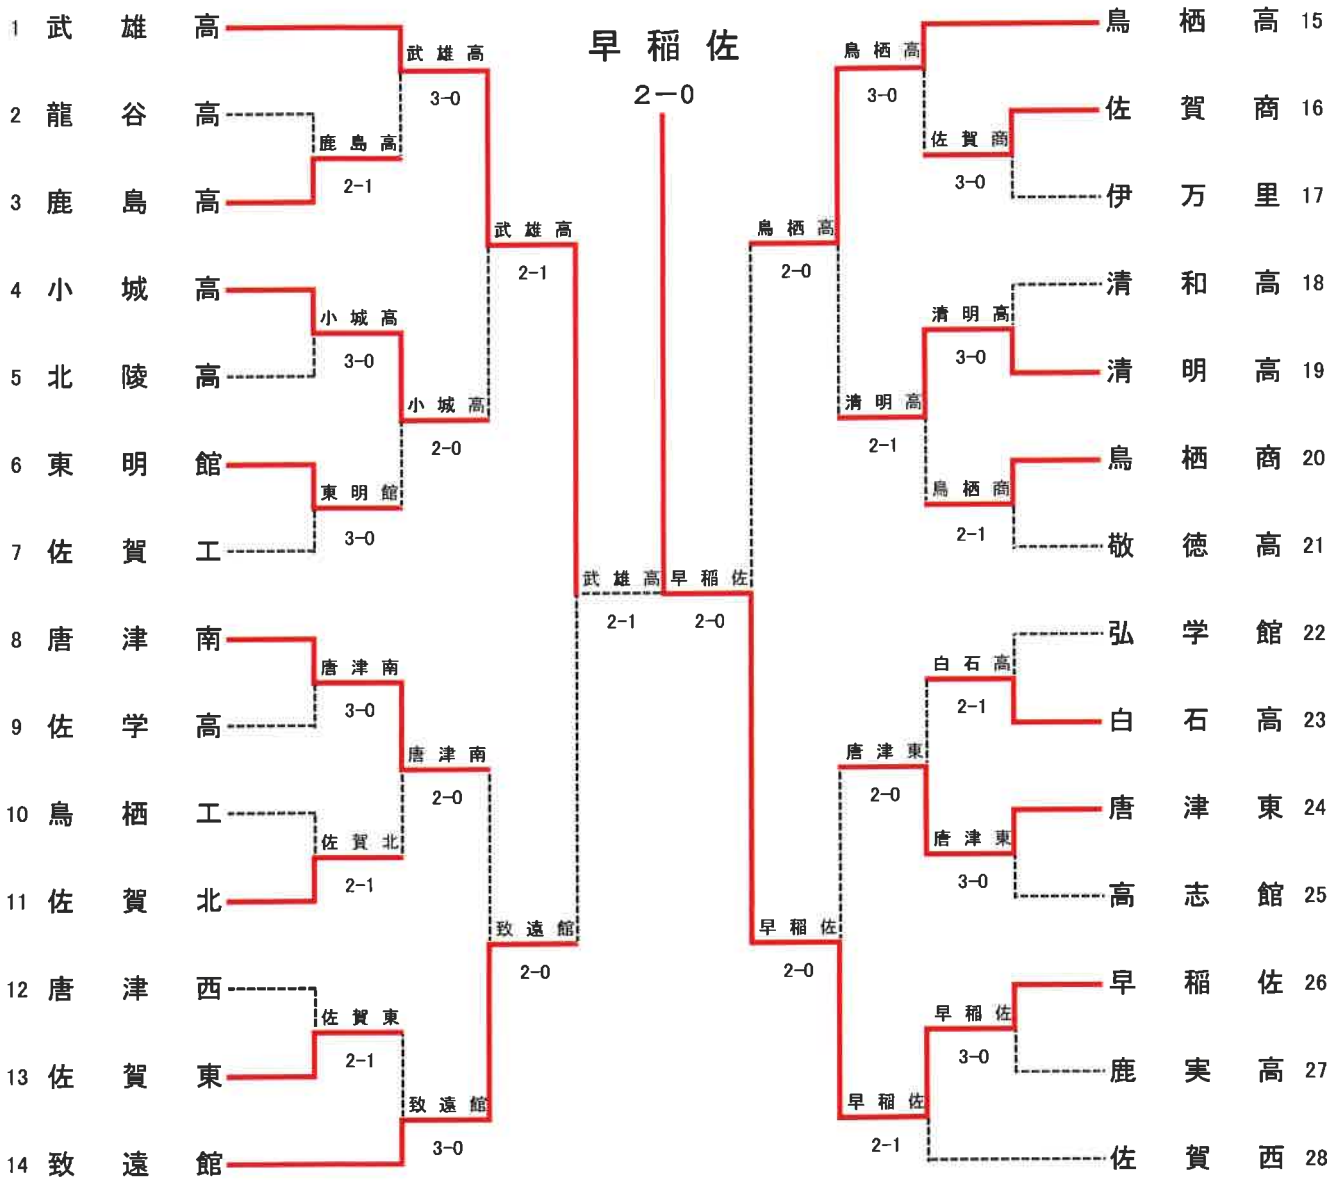 早稲佐
2-0
1 武雄高
2 龍谷高
3 鹿島高
4 小城高
5 北陵高
6 東明館
7 佐賀工
8 唐津南
9 佐学高
10 鳥栖工
11 佐賀北
12 唐津西
13 佐賀東
14 致遠館
鹿島高
2-1
小城高
3-0
東明館
3-0
唐津南
3-0
佐賀北
2-1
佐賀東
2-1
武雄高
3-0
小城高
2-0
唐津南
2-0
致遠館
3-0
武雄高
2-1
致遠館
2-0
武雄高
2-1
早稲佐
2-0
鳥栖高
2-0
早稲佐
2-0
鳥栖高
3-0
清明高
2-1
唐津東
2-0
早稲佐
2-1
佐賀商
3-0
清明高
3-0
鳥栖商
2-1
白石高
2-1
唐津東
3-0
早稲佐
3-0
鳥栖高 15
佐賀商 16
伊万里 17
清和高 18
清明高 19
鳥栖商 20
敬徳高 21
弘学館 22
白石高 23
唐津東 24
高志館 25
早稲佐 26
鹿実高 27
佐賀西 28